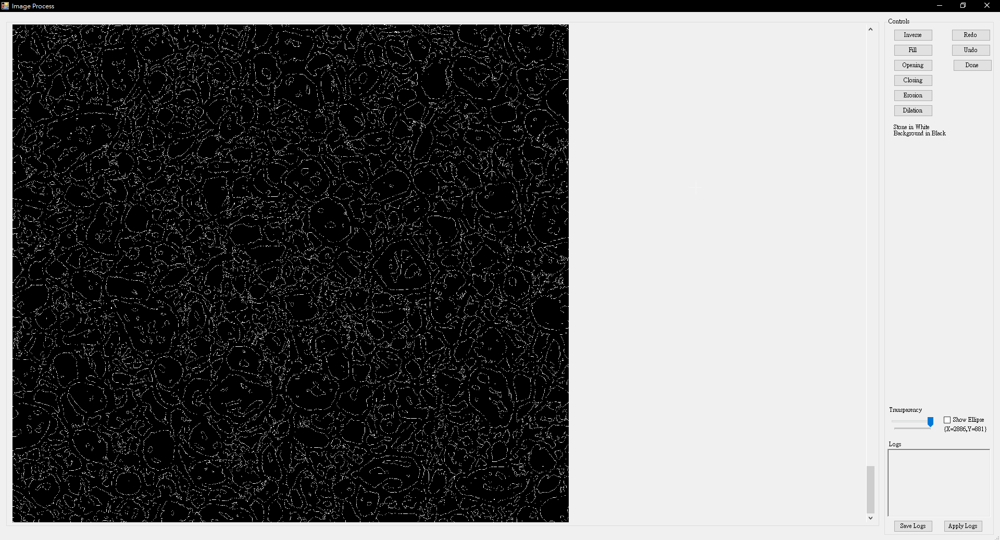 Image Process
Controls
Inverse
Redo
Fill
Undo
Opening
Done
Closing
Erosion
Dilation
Stone in White
Background in Black
Transparency
Show Ellipse
{X=2886,Y=881}
Logs
Save Logs
Apply Logs